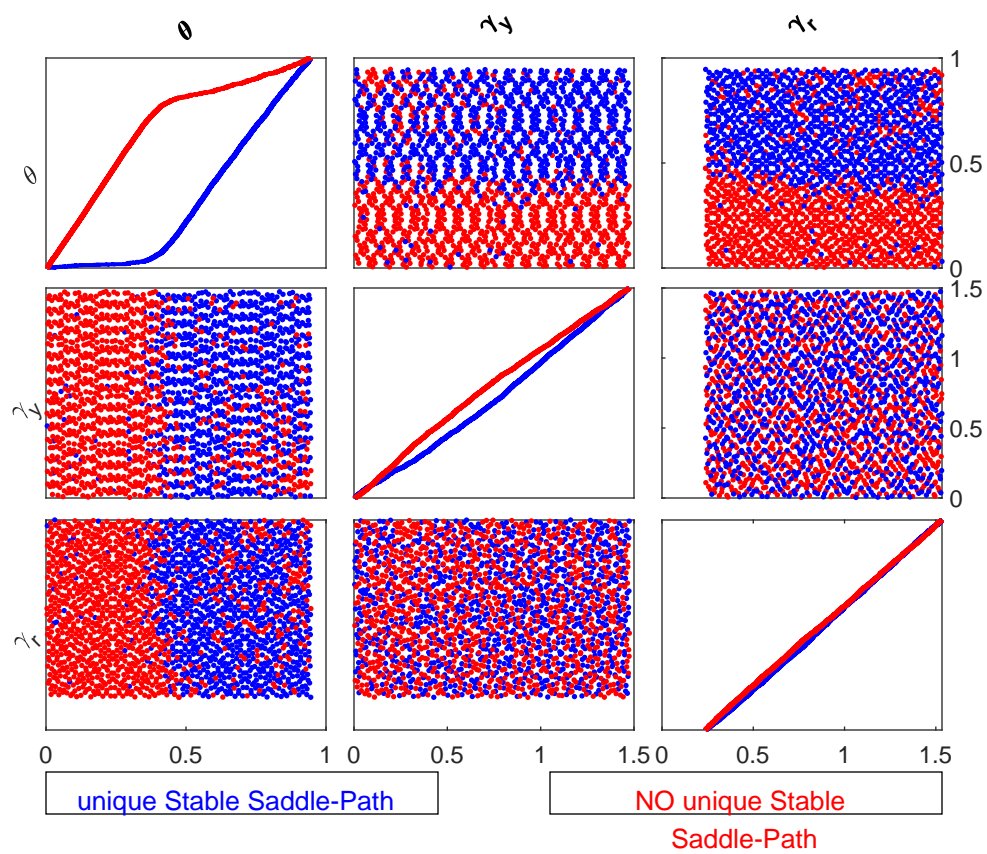 θ γy γr
θ
1
0.5
0
γy
1.5
1
0.5
0
γr
0 0.5 1 0.5 1 1.5 0 0.5 1 1.5
unique Stable Saddle-Path
NO unique Stable
Saddle-Path